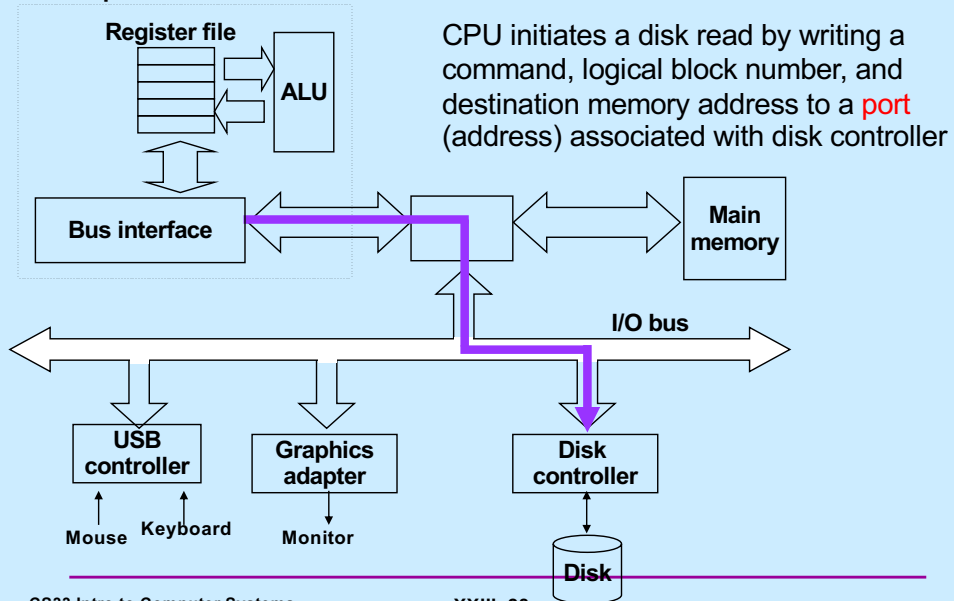 Register file
ALU
CPU initiates a disk read by writing a
command, logical block number, and
destination memory address to a port
(address) associated with disk controller
Bus interface
Main
memory
I/O bus
USB
controller
Graphics
adapter
Disk
controller
Mouse
Keyboard
Monitor
Disk